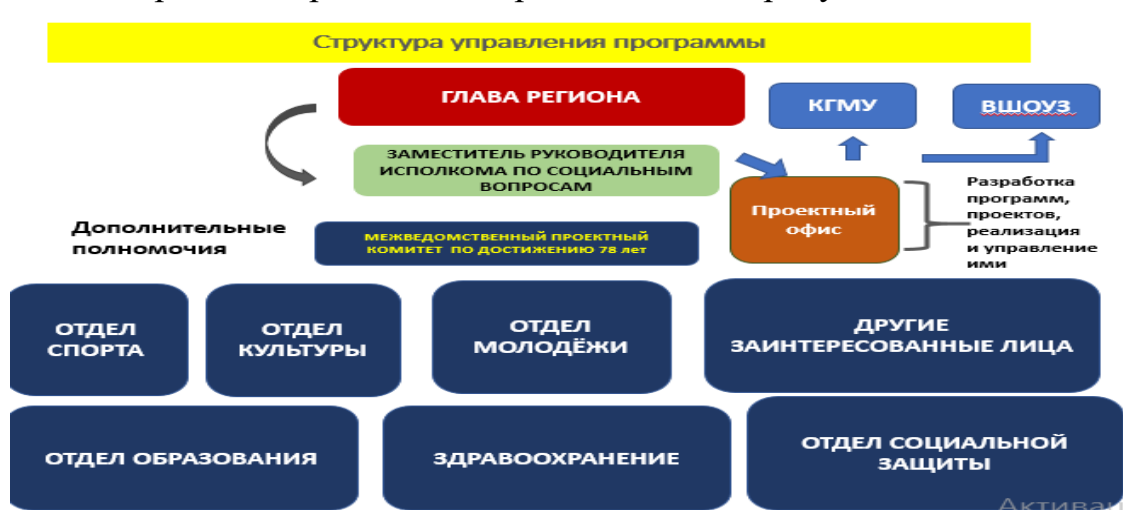 Структура управления программы
ГЛАВА РЕГИОНА
КГМУ
ВШОУЗ
ЗАМЕСТИТЕЛЬ РУКОВОДИТЕЛЯ
ИСПОЛКОМА ПО СОЦИАЛЬНЫМ
ВОПРОСАМ
Проектный
офис
Разработка
программ,
проектов,
реализация
и управление
ими
Дополнительные
полномочия
МЕЖВЕДОМСТВЕННЫЙ ПРОЕКТНЫЙ
КОМИТЕТ ПО ДОСТИЖЕНИЮ 78 лет
ОТДЕЛ
СПОРТА
ОТДЕЛ
КУЛЬТУРЫ
ОТДЕЛ
МОЛОДЁЖИ
ДРУГИЕ
ЗАИНТЕРЕСОВАННЫЕ ЛИЦА
ОТДЕЛ ОБРАЗОВАНИЯ
ЗДРАВООХРАНЕНИЕ
ОТДЕЛ СОЦИАЛЬНОЙ
ЗАЩИТЫ